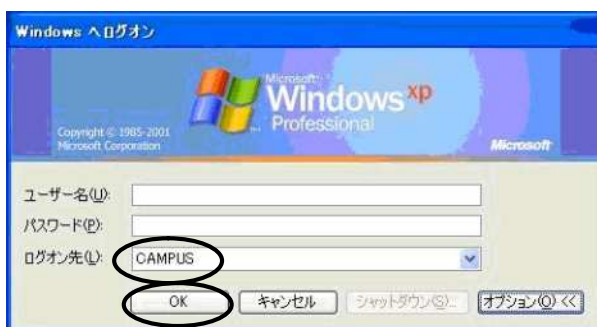 Windows へログオン
Microsoft
Windows xp
Professional
Copyright © 1985-2001
Microsoft Corporation
Microsoft
ユーザー名(U):
パスワード(P):
ログオン先(L): CAMPUS
OK キャンセル シャットダウン(S)... オプション(O) <<